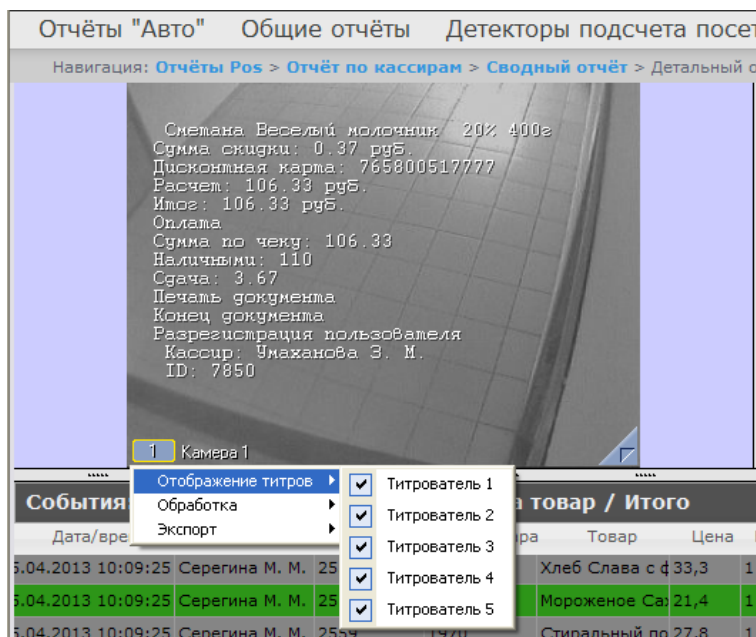 Отчёты "Авто" Общие отчёты Детекторы подсчета посет
Навигация: Отчёты Pos > Отчёт по кассирам > Сводный отчёт > Детальный о
Сметана Веселый молочник 20% 400г
Сумма скидки: 0.37 руб.
Дисконтная карта: 765800517777
Расчет: 106.33 руб.
Итог: 106.33 руб.
Оплата
Сумма по чеку: 106.33
Наличными: 110
Сдача: 3.67
Печать документа
Конец документа
Разрегистрация пользователя
Кассир: Умаханова З. М.
ID: 7850
1 Камера 1
Отображение титров
Обработка
Экспорт
Титрователь 1
Титрователь 2
Титрователь 3
Титрователь 4
Титрователь 5
События: а товар / Итого
Дата/врем ра Товар Цена
5.04.2013 10:09:25 Серегина М. М. 25 Хлеб Слава с ф 33,3 1
5.04.2013 10:09:25 Серегина М. М. 25 Мороженое Сах 21,4 1
5.04.2013 10:09:25 Серегина М. М. 2559 1970 Стиральный по 27,8 1